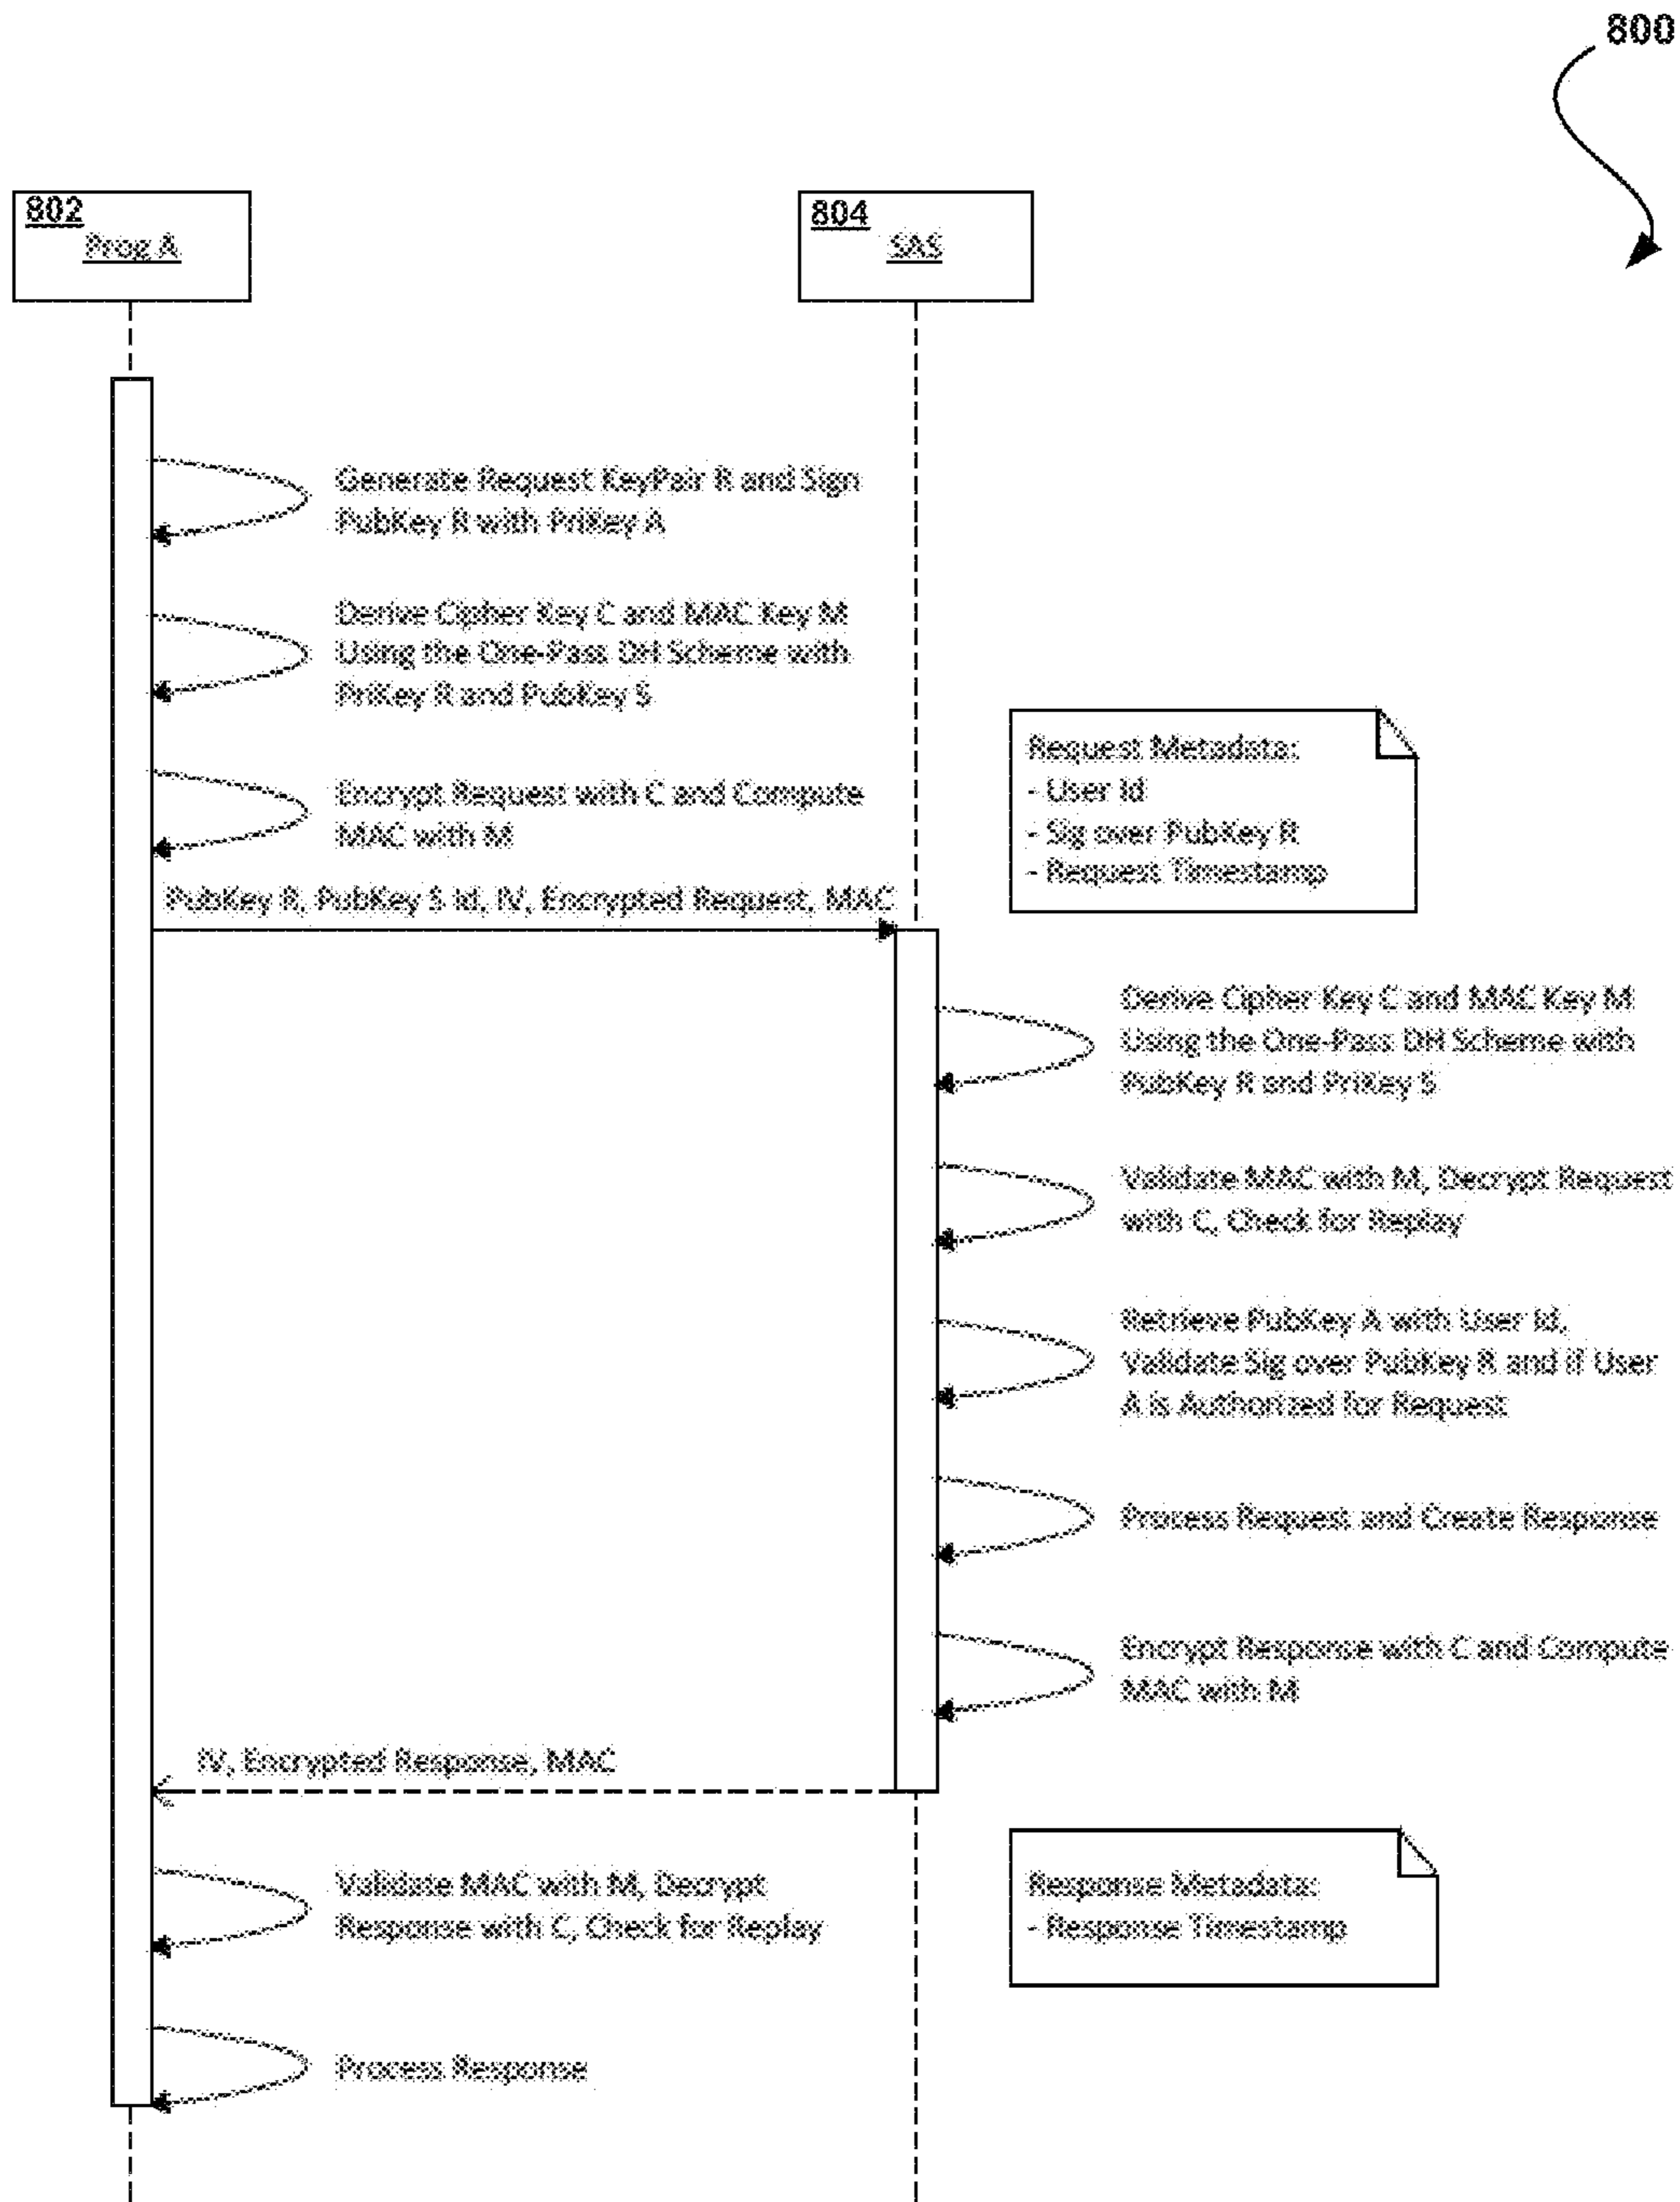 800
802
Prog A
804
SAS
Generate Request KeyPair R and Sign
PubKey R with PriKey A
Derive Cipher Key C and MAC Key M
Using the One-Pass DH Scheme with
PriKey R and PubKey S
Request Metadata:
- User Id
- Sig over PubKey R
- Request Timestamp
Encrypt Request with C and Compute
MAC with M
PubKey R, PubKey S Id, IV, Encrypted Request, MAC
Derive Cipher Key C and MAC Key M
Using the One-Pass DH Scheme with
PubKey R and PriKey S
Validate MAC with M, Decrypt Request
with C, Check for Replay
Retrieve PubKey A with User Id,
Validate Sig over PubKey R and if User
A is Authorized for Request
Process Request and Create Response
Encrypt Response with C and Compute
MAC with M
IV, Encrypted Response, MAC
Validate MAC with M, Decrypt
Response with C, Check for Replay
Response Metadata:
- Response Timestamp
Process Response